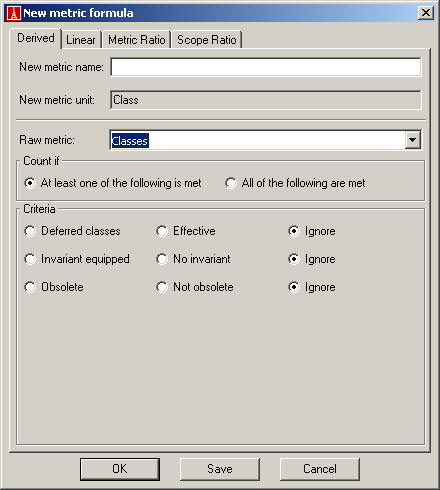 New metric formula
Derived Linear Metric Ratio Scope Ratio
New metric name:
New metric unit: Class
Raw metric: Classes
Count if
At least one of the following is met All of the following are met
Criteria
Deferred classes Effective Ignore
Invariant equipped No invariant Ignore
Obsolete Not obsolete Ignore
OK Save Cancel